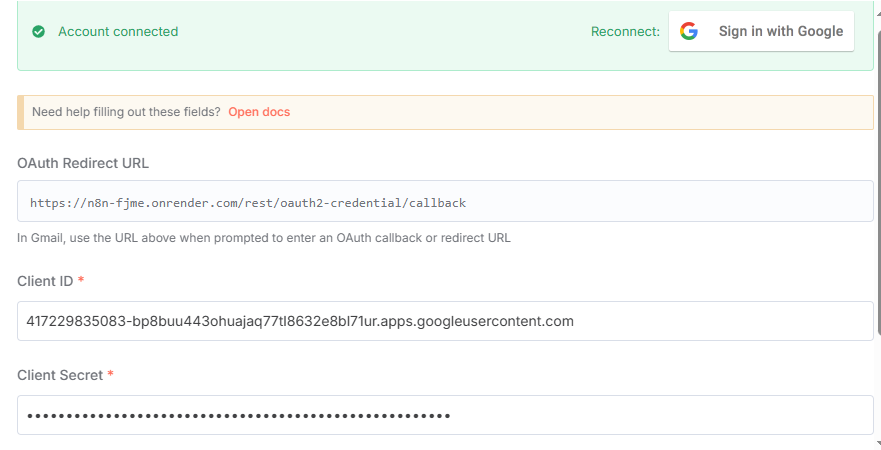 Account connected
Reconnect: Sign in with Google
Need help filling out these fields? Open docs
OAuth Redirect URL
https://n8n-fjme.onrender.com/rest/oauth2-credential/callback
In Gmail, use the URL above when prompted to enter an OAuth callback or redirect URL
Client ID *
417229835083-bp8buu443ohuajaq77tl8632e8bl71ur.apps.googleusercontent.com
Client Secret *